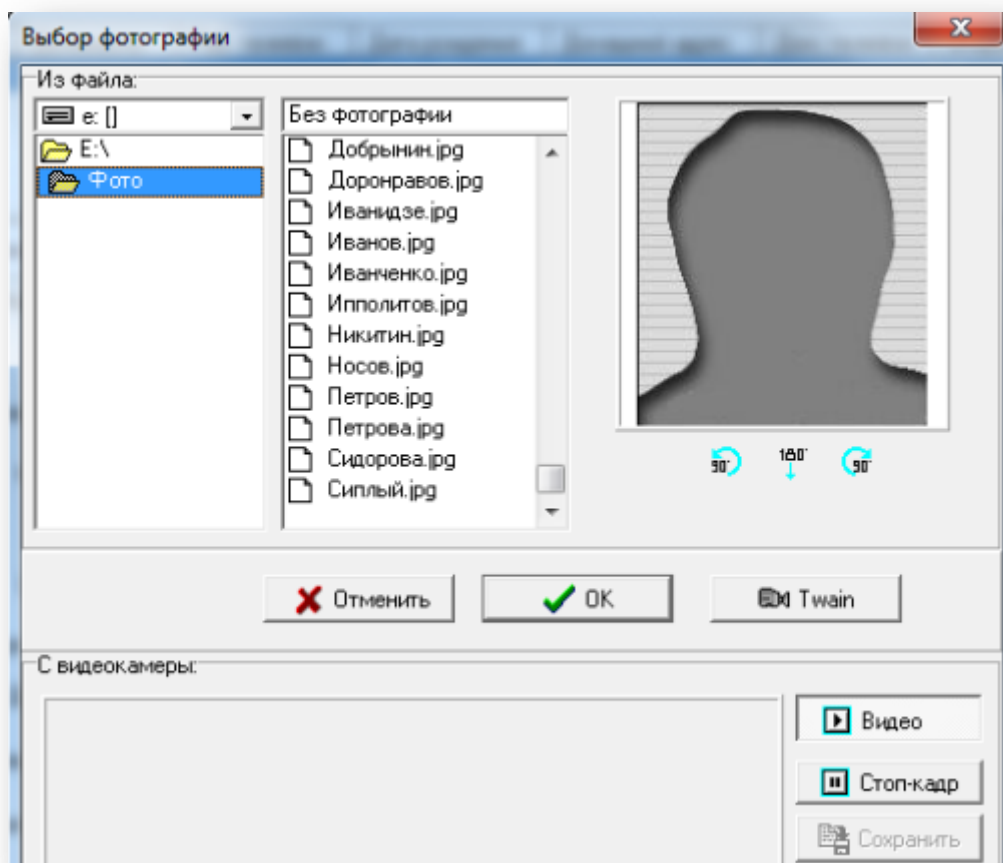 Выбор фотографии
Из файла:
e: []
Без фотографии
E:\
Фото
Добрынин.jpg
Доронравов.jpg
Иванидзе.jpg
Иванов.jpg
Иванченко.jpg
Ипполитов.jpg
Никитин.jpg
Носов.jpg
Петров.jpg
Петрова.jpg
Сидорова.jpg
Сиплый.jpg
90°
180°
90°
Отменить
OK
Twain
С видеокамеры:
Видео
Стоп-кадр
Сохранить